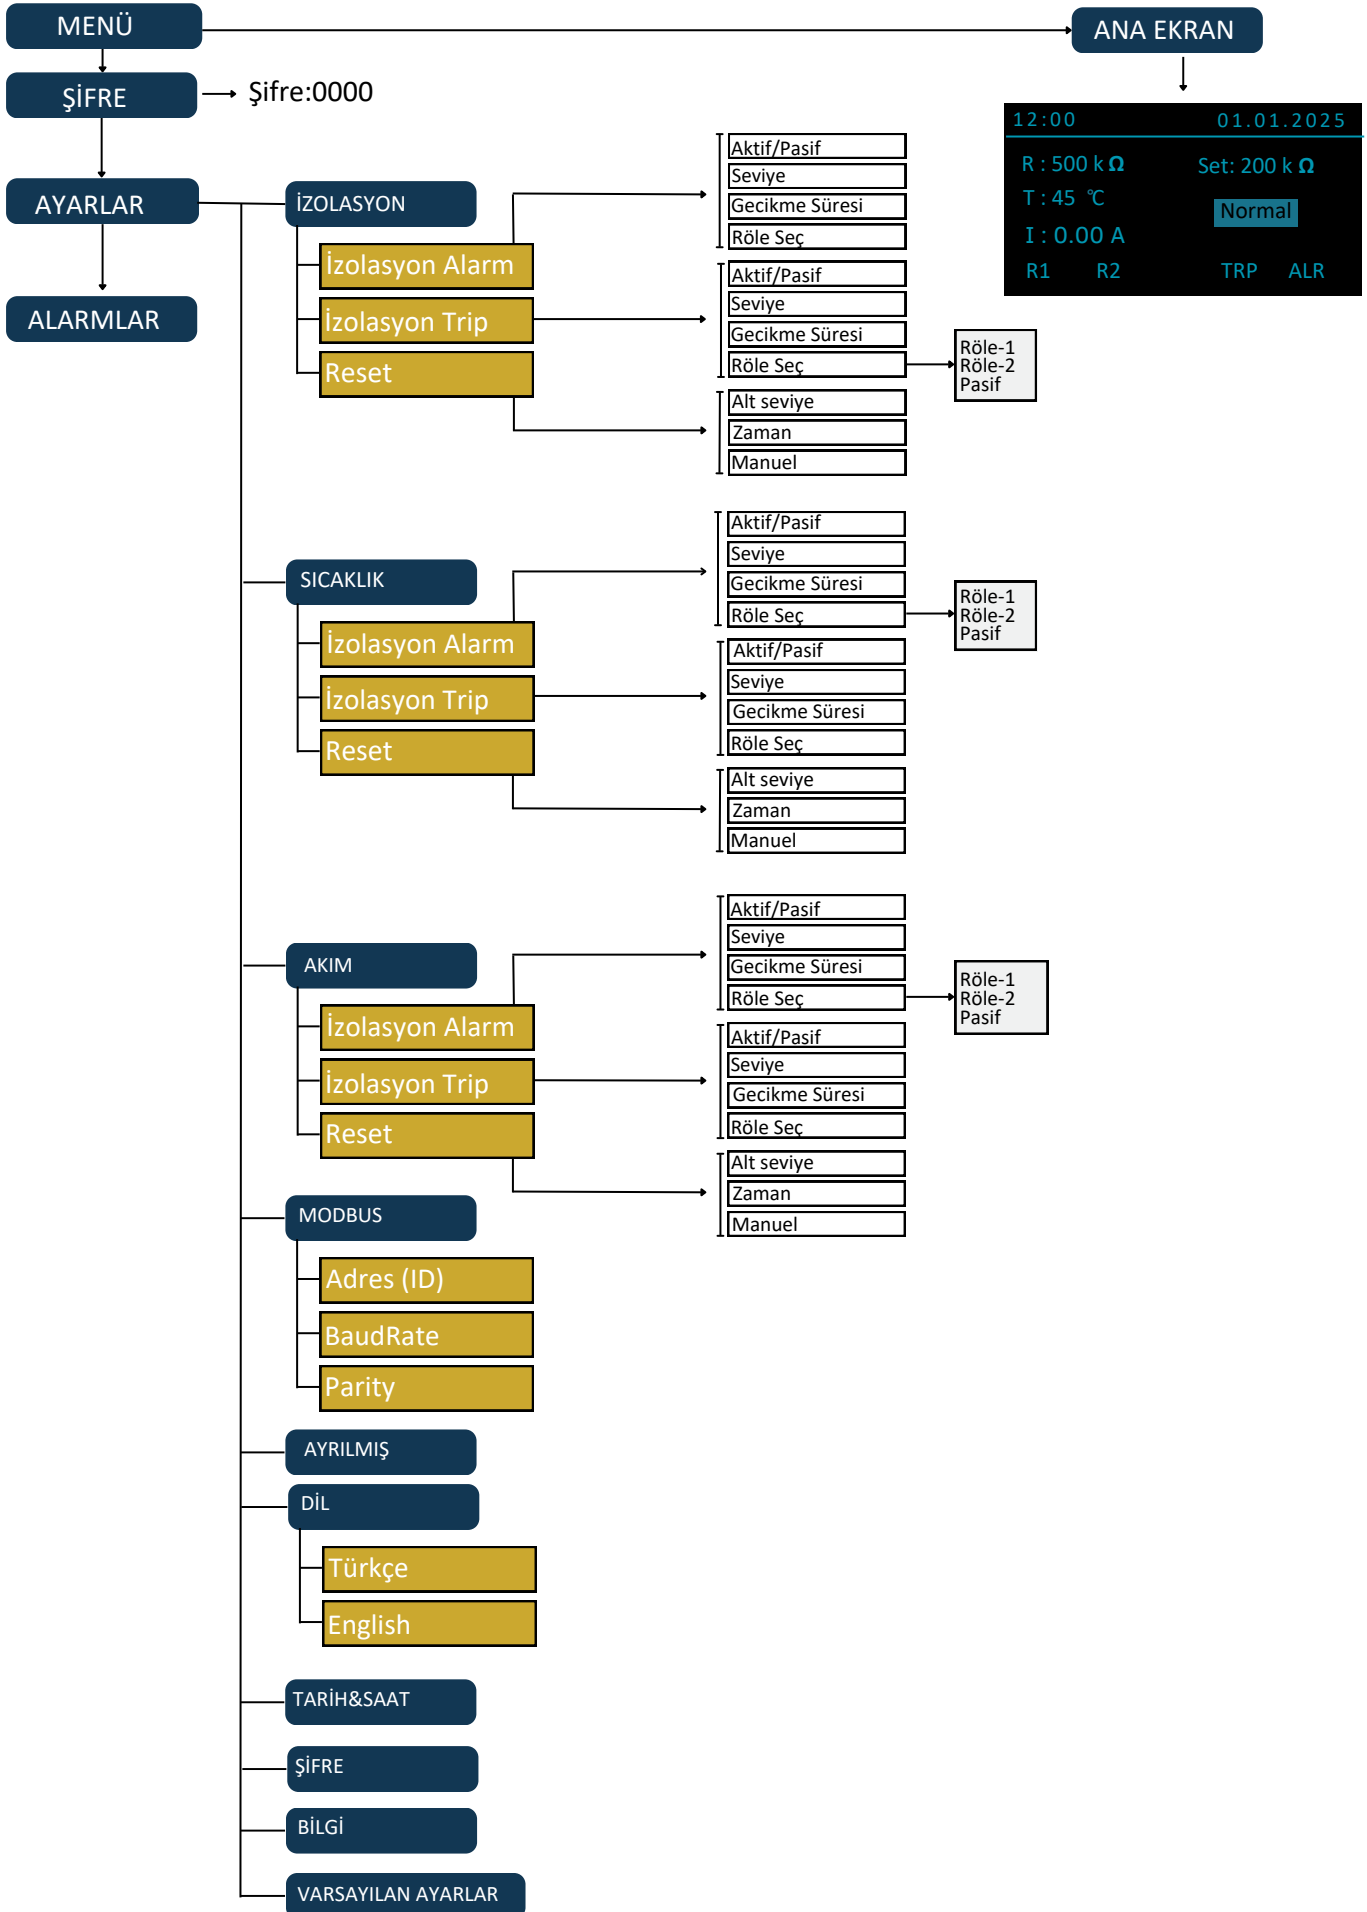 MENÜ
ANA EKRAN
ŞİFRE
Şifre:0000
12:00 01.01.2025
R : 500 k Ω Set: 200 k Ω
T : 45 °C
Normal
I : 0.00 A
R1 R2 TRP ALR
AYARLAR
ALARMLAR
İZOLASYON
İzolasyon Alarm
İzolasyon Trip
Reset
Aktif/Pasif
Seviye
Gecikme Süresi
Röle Seç
Aktif/Pasif
Seviye
Gecikme Süresi
Röle Seç
Röle-1
Röle-2
Pasif
Alt seviye
Zaman
Manuel
SICAKLIK
İzolasyon Alarm
İzolasyon Trip
Reset
Aktif/Pasif
Seviye
Gecikme Süresi
Röle Seç
Röle-1
Röle-2
Pasif
Aktif/Pasif
Seviye
Gecikme Süresi
Röle Seç
Alt seviye
Zaman
Manuel
AKIM
İzolasyon Alarm
İzolasyon Trip
Reset
Aktif/Pasif
Seviye
Gecikme Süresi
Röle Seç
Röle-1
Röle-2
Pasif
Aktif/Pasif
Seviye
Gecikme Süresi
Röle Seç
Alt seviye
Zaman
Manuel
MODBUS
Adres (ID)
BaudRate
Parity
AYRILMIŞ
DİL
Türkçe
English
TARİH&SAAT
ŞİFRE
BİLGİ
VARSAYILAN AYARLAR